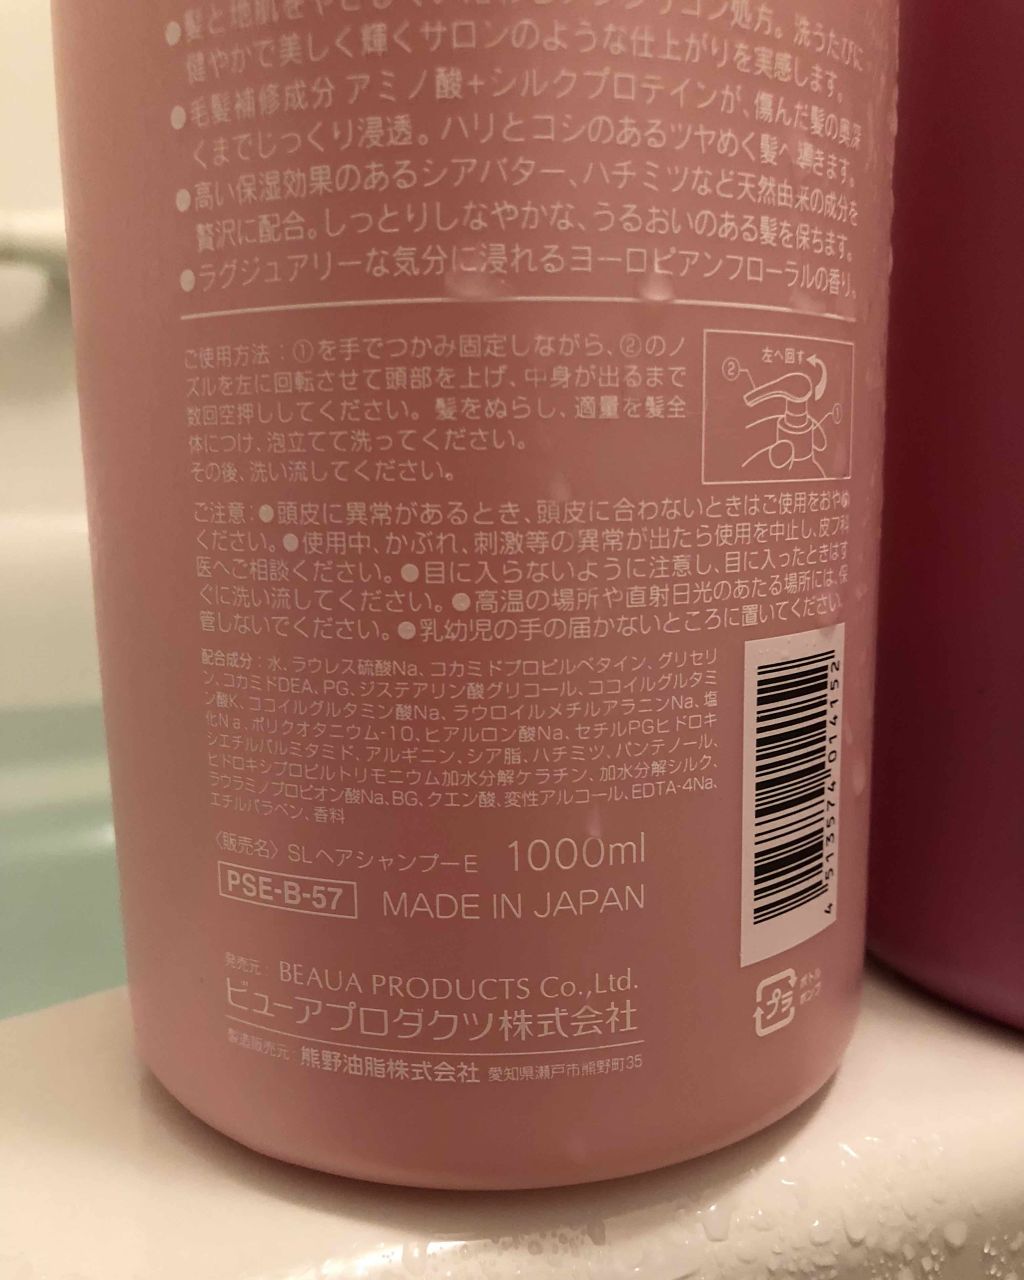 ●髪と地肌をやさしくいたわるノンシリコン処方。洗うたびに
健やかで美しく輝くサロンのような仕上がりを実感します。
●毛髪補修成分 アミノ酸+シルクプロテインが、傷んだ髪の奥深
くまでじっくり浸透。ハリとコシのあるツヤめく髪へ導きます。
●高い保湿効果のあるシアバター、ハチミツなど天然由来の成分を
贅沢に配合。しっとりしなやかな、うるおいのある髪を保ちます。
●ラグジュアリーな気分に浸れるヨーロピアンフローラルの香り。
ご使用方法：①を手でつかみ固定しながら、②のノ
ズルを左に回転させて頭部を上げ、中身が出るまで
数回空押ししてください。髪をぬらし、適量を髪全
体につけ、泡立てて洗ってください。
その後、洗い流してください。
左へ回す
②
①
ご注意：●頭皮に異常があるとき、頭皮に合わないときはご使用をおやめ
ください。●使用中、かぶれ、刺激等の異常が出たら使用を中止し、皮フ科
医へご相談ください。●目に入らないように注意し、目に入ったときはす
ぐに洗い流してください。●高温の場所や直射日光のあたる場所には、保
管しないでください。●乳幼児の手の届かないところに置いてください。
配合成分：水、ラウレス硫酸Na、コカミドプロピルベタイン、グリセリ
ン、コカミドDEA、PG、ジステアリン酸グリコール、ココイルグルタミ
ン酸K、ココイルグルタミン酸Na、ラウロイルメチルアラニンNa、塩
化Na、ポリクオタニウム-10、ヒアルロン酸Na、セチルPGヒドロキ
シエチルパルミタミド、アルギニン、シア脂、ハチミツ、パンテノール、
ヒドロキシプロピルトリモニウム加水分解ケラチン、加水分解シルク、
ラウラミノプロピオン酸Na、BG、クエン酸、変性アルコール、EDTA-4Na、
エチルパラベン、香料
4 513574 014152
〈販売名〉SLヘアシャンプーE 1000ml
PSE-B-57 MADE IN JAPAN
発売元： BEAUA PRODUCTS Co.,Ltd.
ビューアプロダクツ株式会社
プラ
ボトル
ポンプ
製造販売元：熊野油脂株式会社 愛知県瀬戸市熊野町35